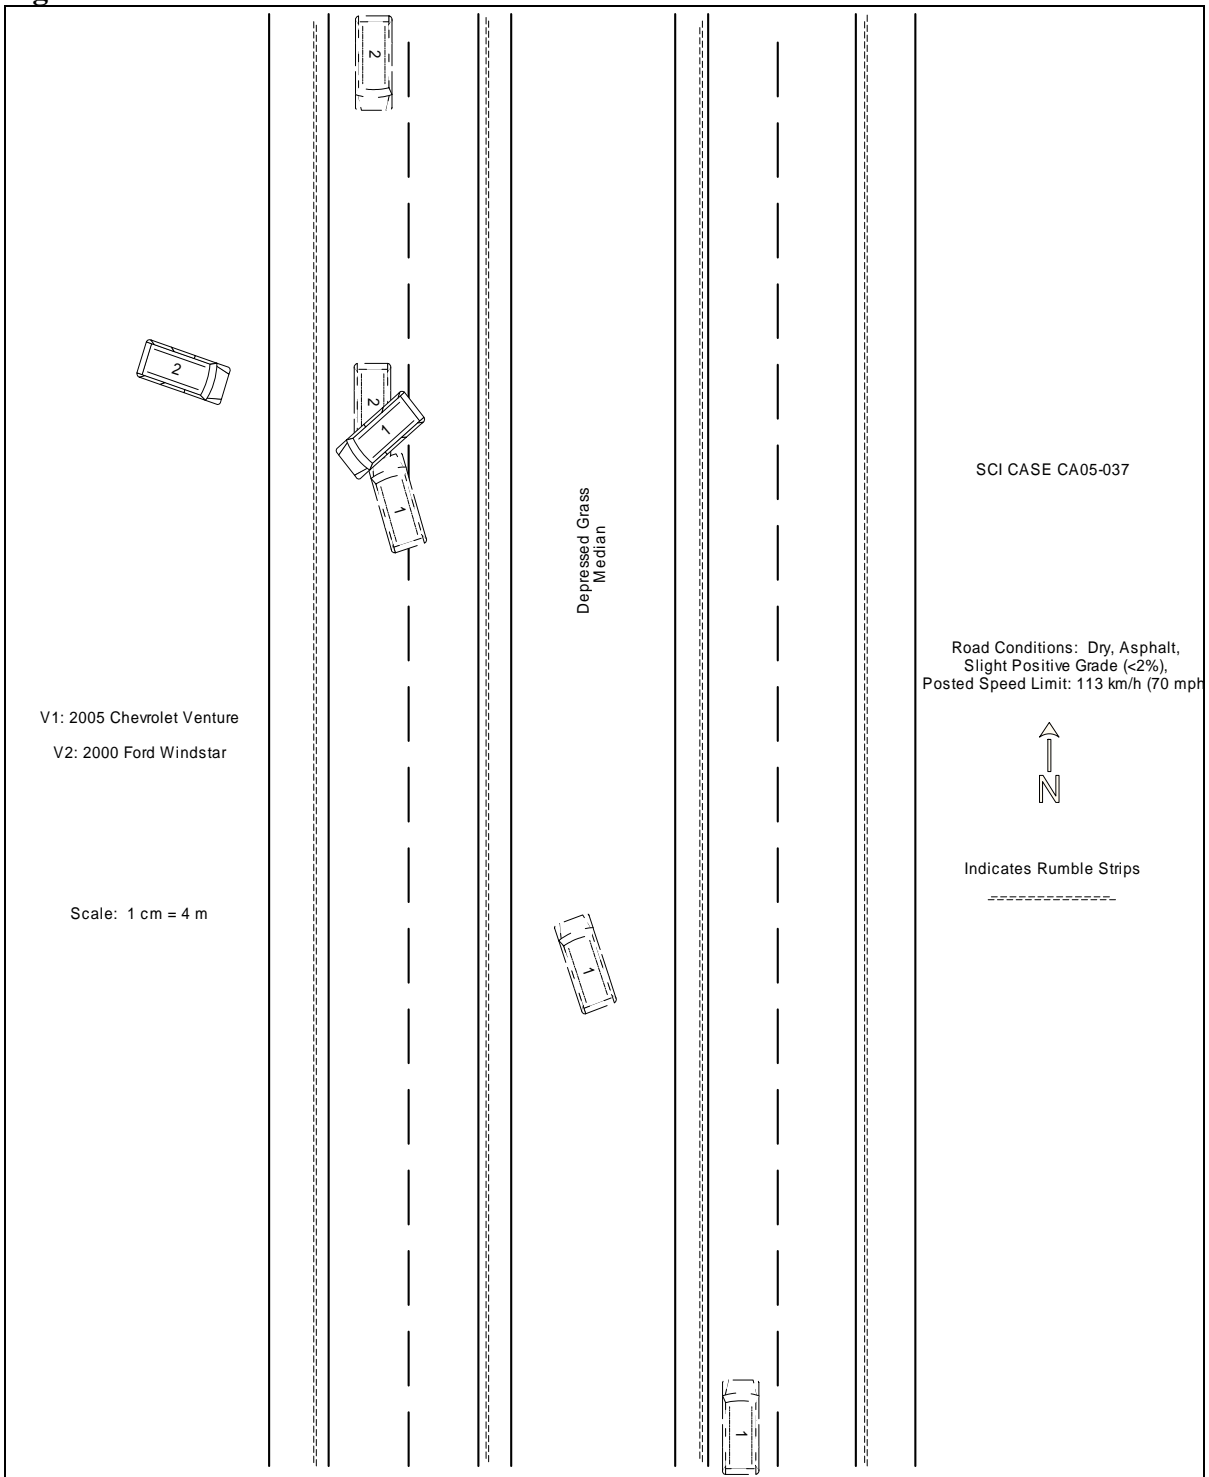 2
2
2
1
1
SCI CASE CA05-037
Depressed Grass
Median
Road Conditions: Dry, Asphalt,
Slight Positive Grade (<2%),
Posted Speed Limit: 113 km/h (70 mph
V1: 2005 Chevrolet Venture
V2: 2000 Ford Windstar
N
Indicates Rumble Strips
Scale: 1 cm = 4 m
1
1